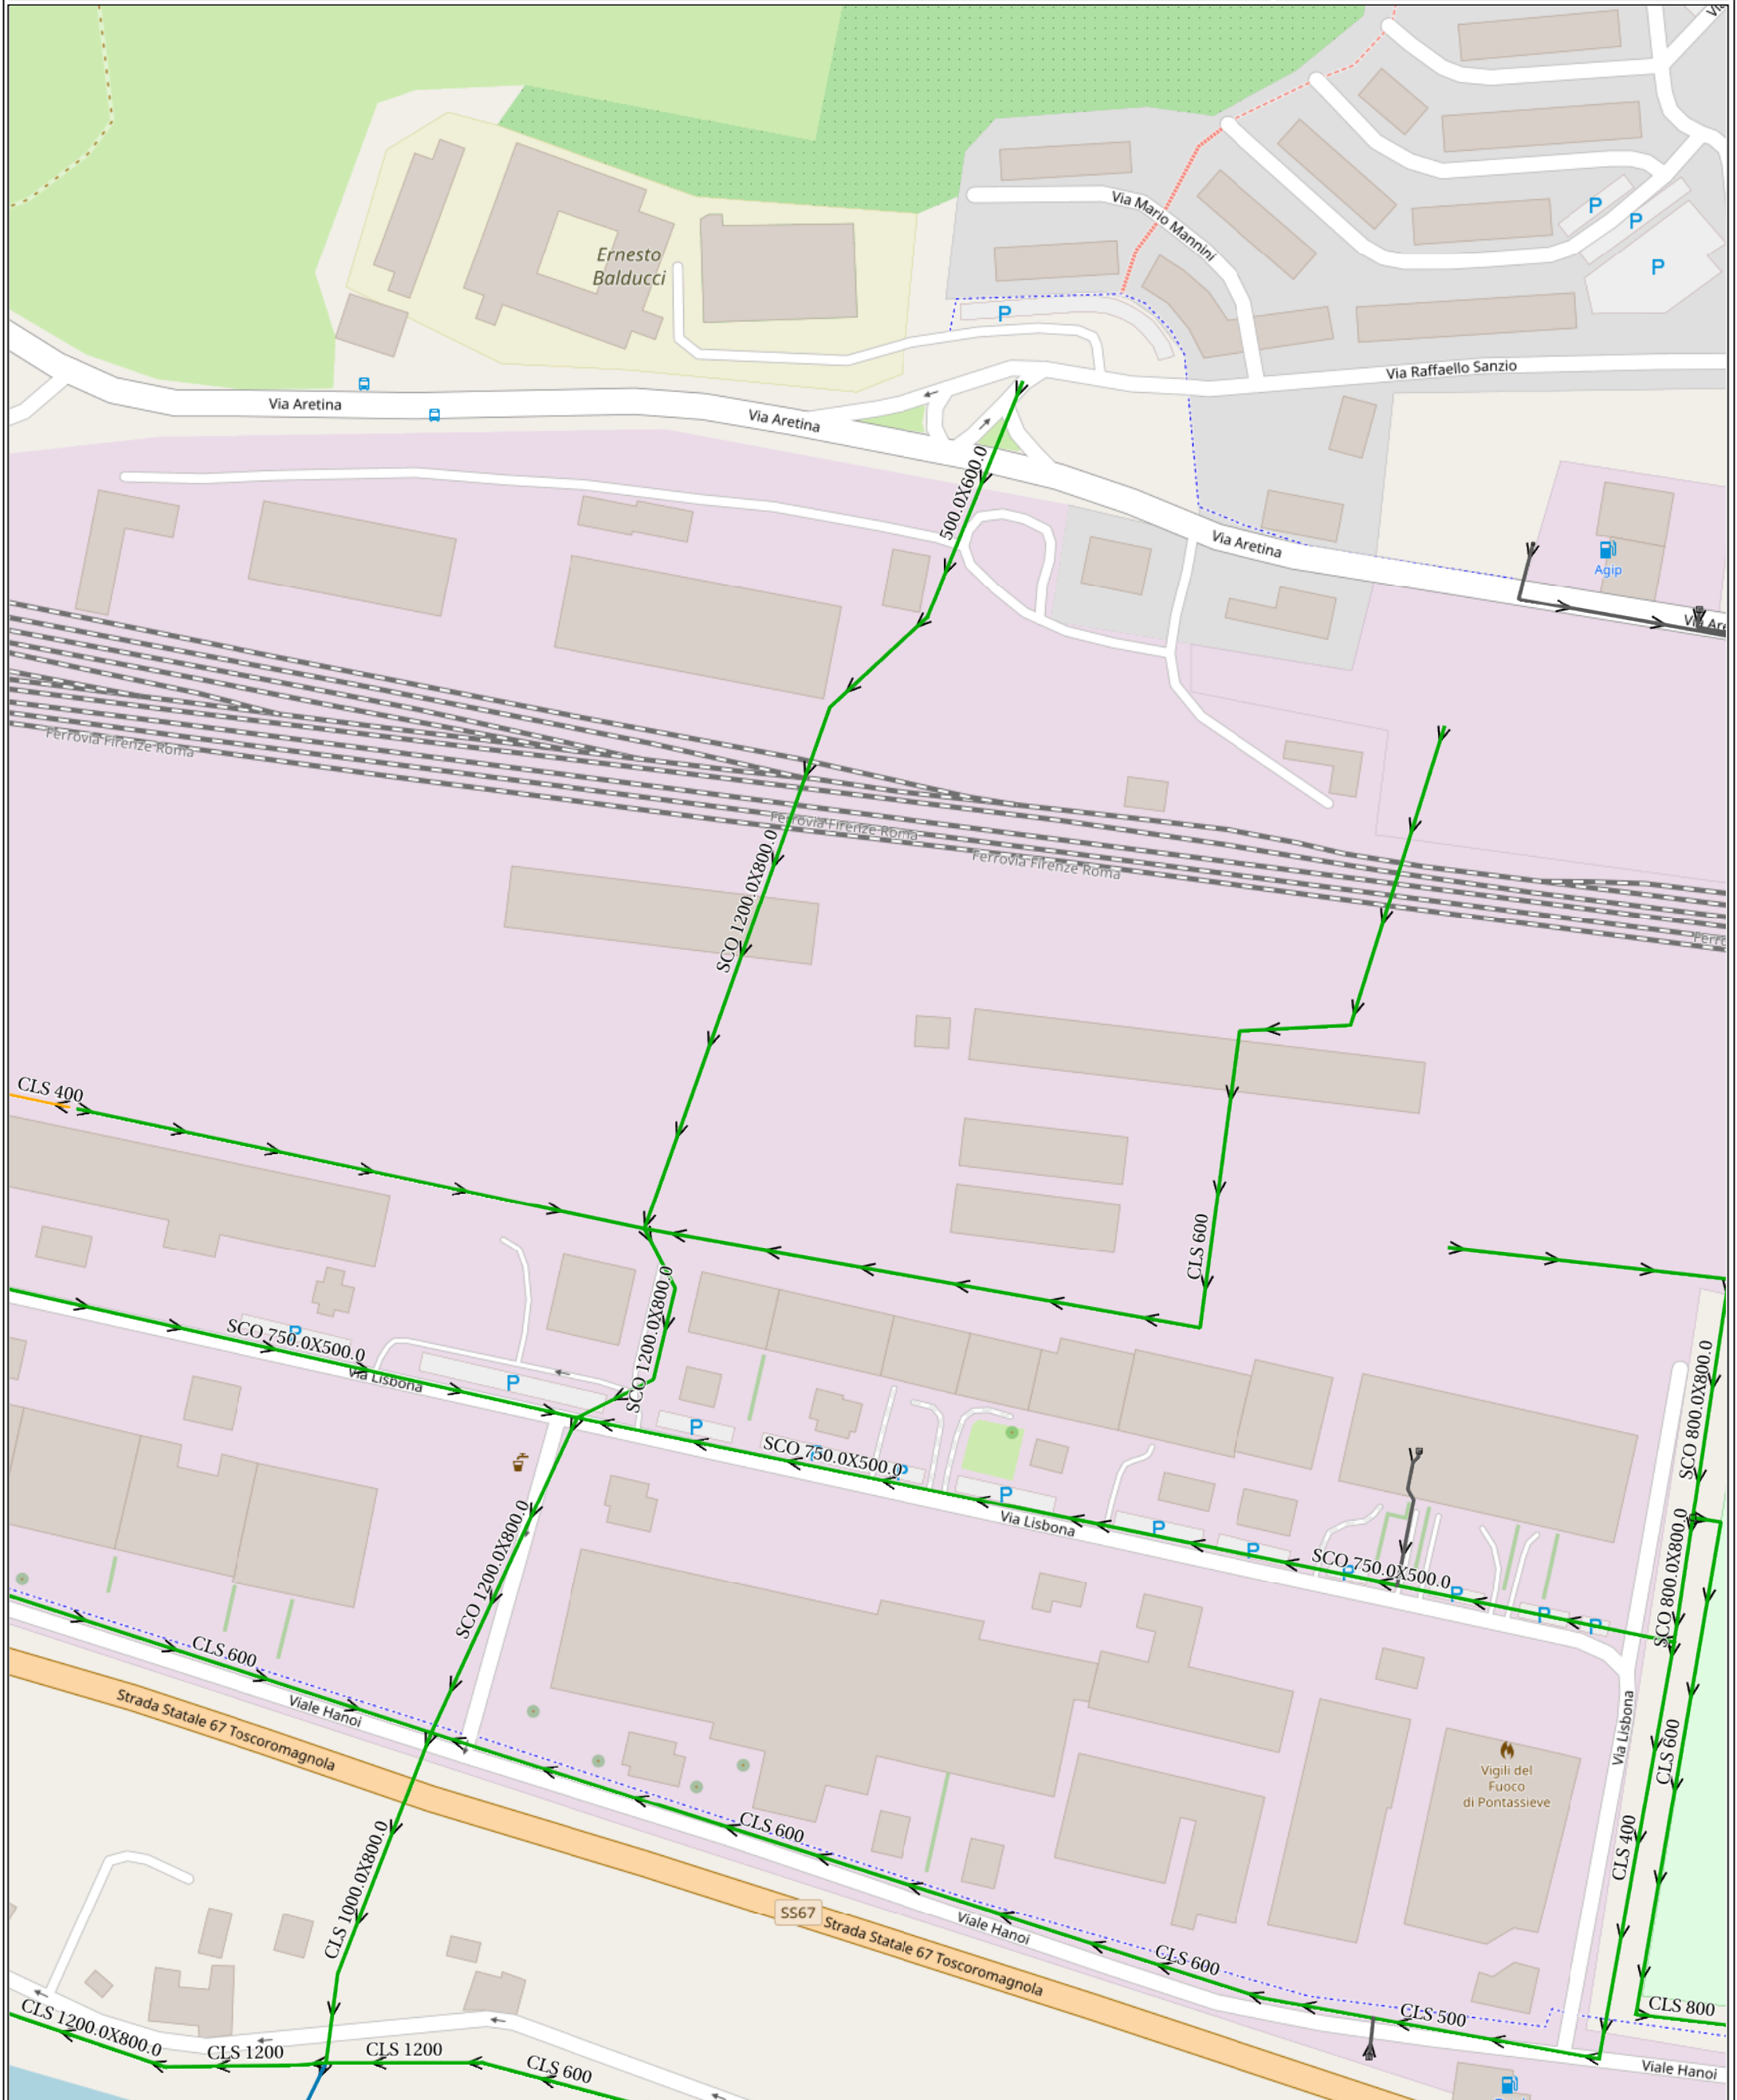 Via Mario Mannini
P
P
P
Ernesto
Balducci
P
Via Raffaello Sanzio
Via Aretina
Via Aretina
500.0X600.0
Via Aretina
Agip
Via Are
Ferrovia Firenze Roma
Ferrovia Firenze Roma
Ferrovia Firenze Roma
SCO 1200.0X800.0
Ferro
CLS 400
CLS 600
SCO 1200.0X800.0
SCO 750.0X500.0
P
Via Lisbona
P
P
SCO 750.0X500.0
P
P
P
Via Lisbona
P
P
SCO 750.0X500.0
P
P
P
P
SCO 800.0X800.0
SCO 800.0X800.0
SCO 1200.0X800.0
CLS 600
Viale Hanoi
Strada Statale 67 Toscoromagnola
Via Lisbona
CLS 600
Vigili del
Fuoco
di Pontassieve
CLS 600
CLS 400
CLS 1000.0X800.0
SS67
Strada Statale 67 Toscoromagnola
Viale Hanoi
CLS 600
CLS 500
CLS 800
CLS 1200.0X800.0
CLS 1200
CLS 1200
CLS 600
Viale Hanoi